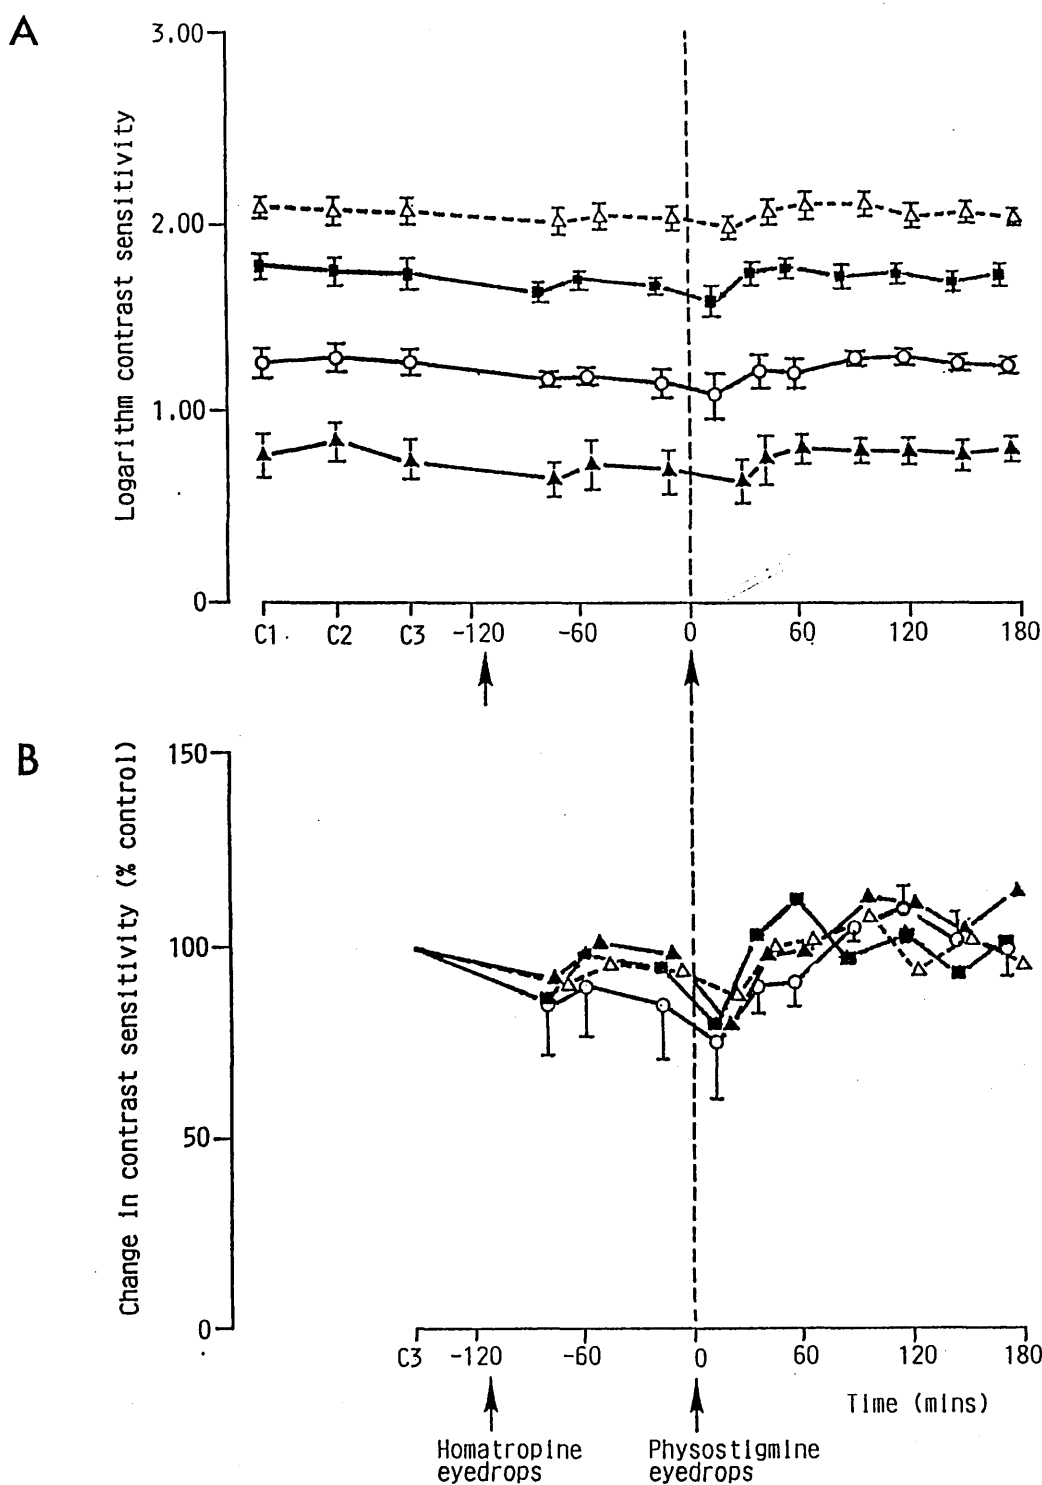 A
3.00
2.00
1.00
0
Logarithm contrast sensitivity
C1 C2 C3 -120 -60 0 60 120 180
B
150
100
50
0
Change in contrast sensitivity (% control)
C3 -120 -60 0 60 120 180
Time (mins)
Homatropine
eyedrops
Physostigmine
eyedrops